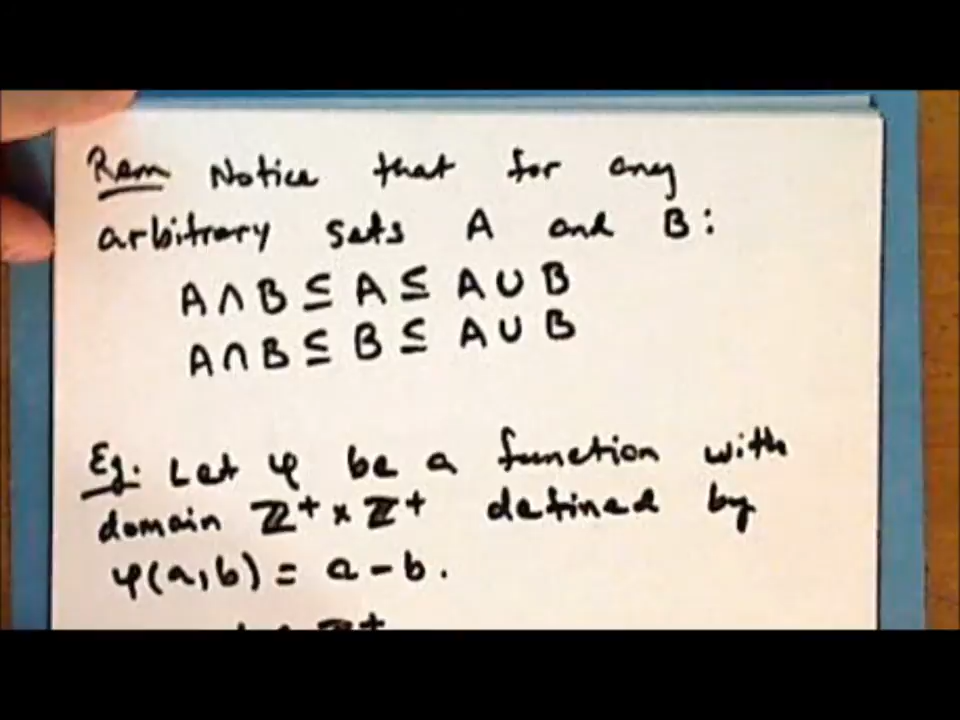 Rem Notice that for any
arbitrary sets A and B:
A ∩ B ⊆ A ⊆ A ∪ B
A ∩ B ⊆ B ⊆ A ∪ B
Eg. Let φ be a function with
domain ℤ⁺ × ℤ⁺ defined by
φ(a,b) = a - b.